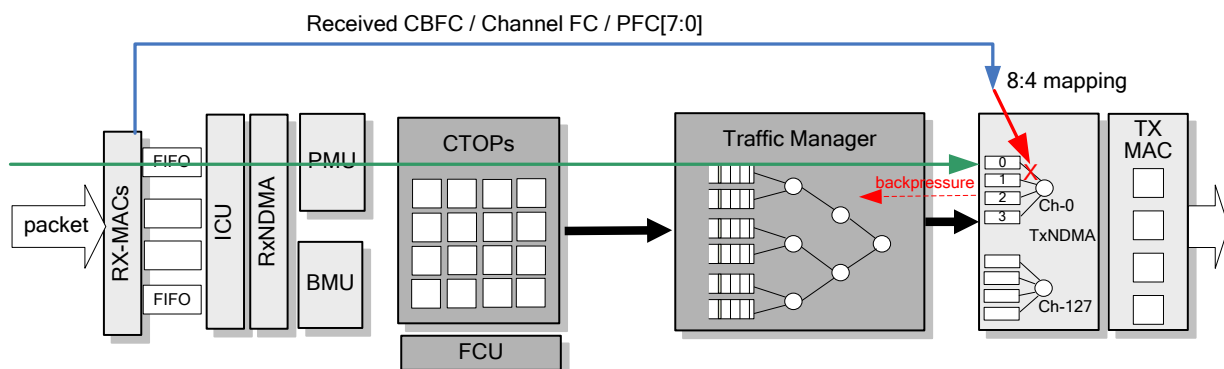 Received CBFC / Channel FC / PFC[7:0]
8:4 mapping
packet
RX-MACs
FIFO
FIFO
ICU
RxNDMA
PMU
BMU
CTOPs
FCU
Traffic Manager
backpressure
0
1
2
3
Ch-0
TxNDMA
Ch-127
TX
MAC